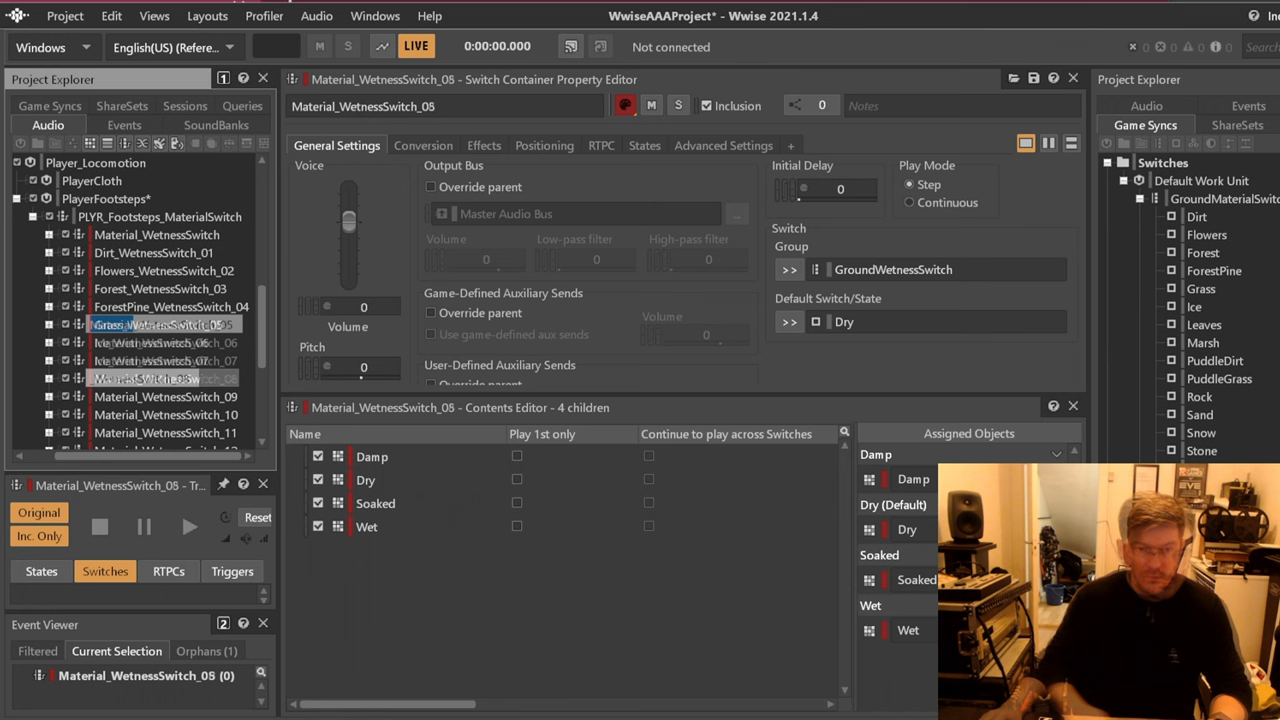 Project Edit Views Layouts Profiler Audio Windows Help WwiseAAAProject* - Wwise 2021.1.4
Windows English(US) (Refere... M S LIVE 0:00:00.000 Not connected 0 0 0 0 Search
Project Explorer 1
Game Syncs ShareSets Sessions Queries
Audio Events SoundBanks
Player_Locomotion
PlayerCloth
PlayerFootsteps*
PLYR_Footsteps_MaterialSwitch
Material_WetnessSwitch
Dirt_WetnessSwitch_01
Flowers_WetnessSwitch_02
Forest_WetnessSwitch_03
ForestPine_WetnessSwitch_04
Material_WetnessSwitch_09
Material_WetnessSwitch_10
Material_WetnessSwitch_11
Original
Inc. Only
Reset
States Switches RTPCs Triggers
Event Viewer 2
Filtered Current Selection Orphans (1)
Switch Container Property Editor
M S Inclusion 0 Notes
General Settings Conversion Effects Positioning RTPC States Advanced Settings +
Voice
Volume 0
Pitch 0
Output Bus
Override parent
Master Audio Bus ...
Volume Low-pass filter High-pass filter
0 0 0
Game-Defined Auxiliary Sends
Override parent
Use game-defined aux sends
Volume
0
User-Defined Auxiliary Sends
Override parent
Initial Delay
0
Play Mode
Step
Continuous
Switch
Group
>> GroundWetnessSwitch
Default Switch/State
>> Dry
Contents Editor - 4 children
Name Play 1st only Continue to play across Switches
Damp
Dry
Soaked
Wet
Assigned Objects
Damp
Damp
Dry (Default)
Dry
Soaked
Soaked
Wet
Wet
Project Explorer
Audio Events
Game Syncs ShareSets
Switches
Default Work Unit
GroundMaterialSwitc
Dirt
Flowers
Forest
ForestPine
Grass
Ice
Leaves
Marsh
PuddleDirt
PuddleGrass
Rock
Sand
Snow
Stone